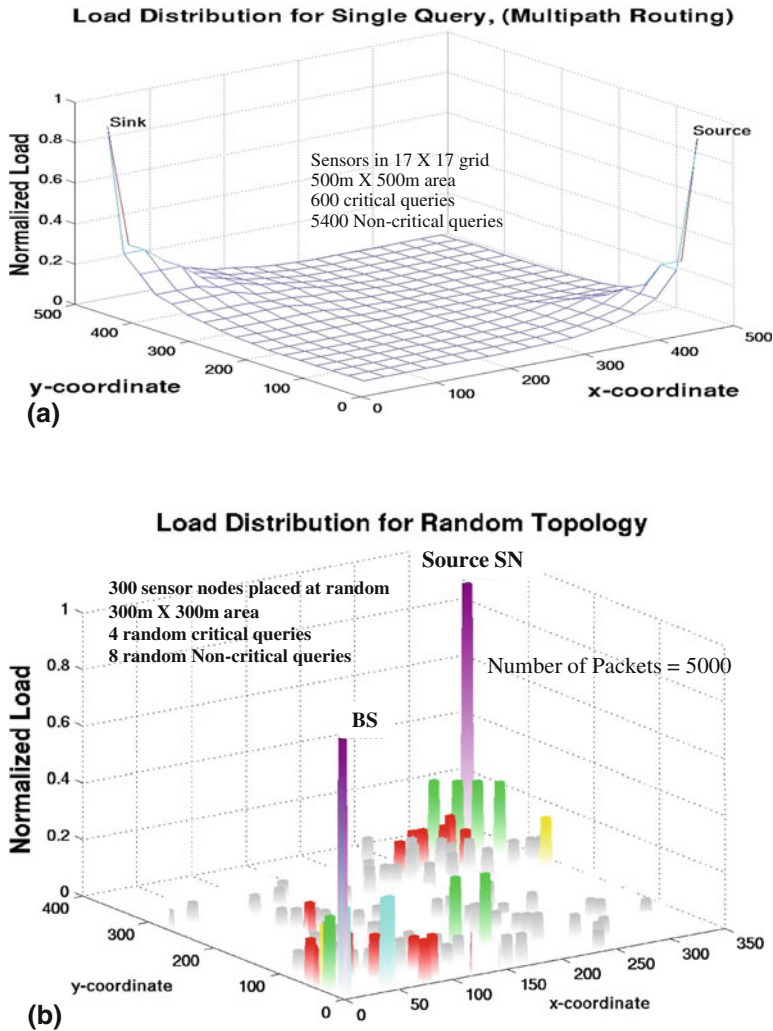 Load Distribution for Single Query, (Multipath Routing)
1
0.8
0.6
0.4
0.2
0
Normalized Load
Sink
Source
Sensors in 17 X 17 grid
500m X 500m area
600 critical queries
5400 Non-critical queries
500
400
300
200
100
0
y-coordinate
0
100
200
300
400
500
x-coordinate
(a)
Load Distribution for Random Topology
Source SN
300 sensor nodes placed at random
300m X 300m area
4 random critical queries
8 random Non-critical queries
Number of Packets = 5000
BS
1
0.8
0.6
0.4
0.2
0
Normalized Load
400
300
200
100
0
y-coordinate
0
50
100
150
200
250
300
350
x-coordinate
(b)